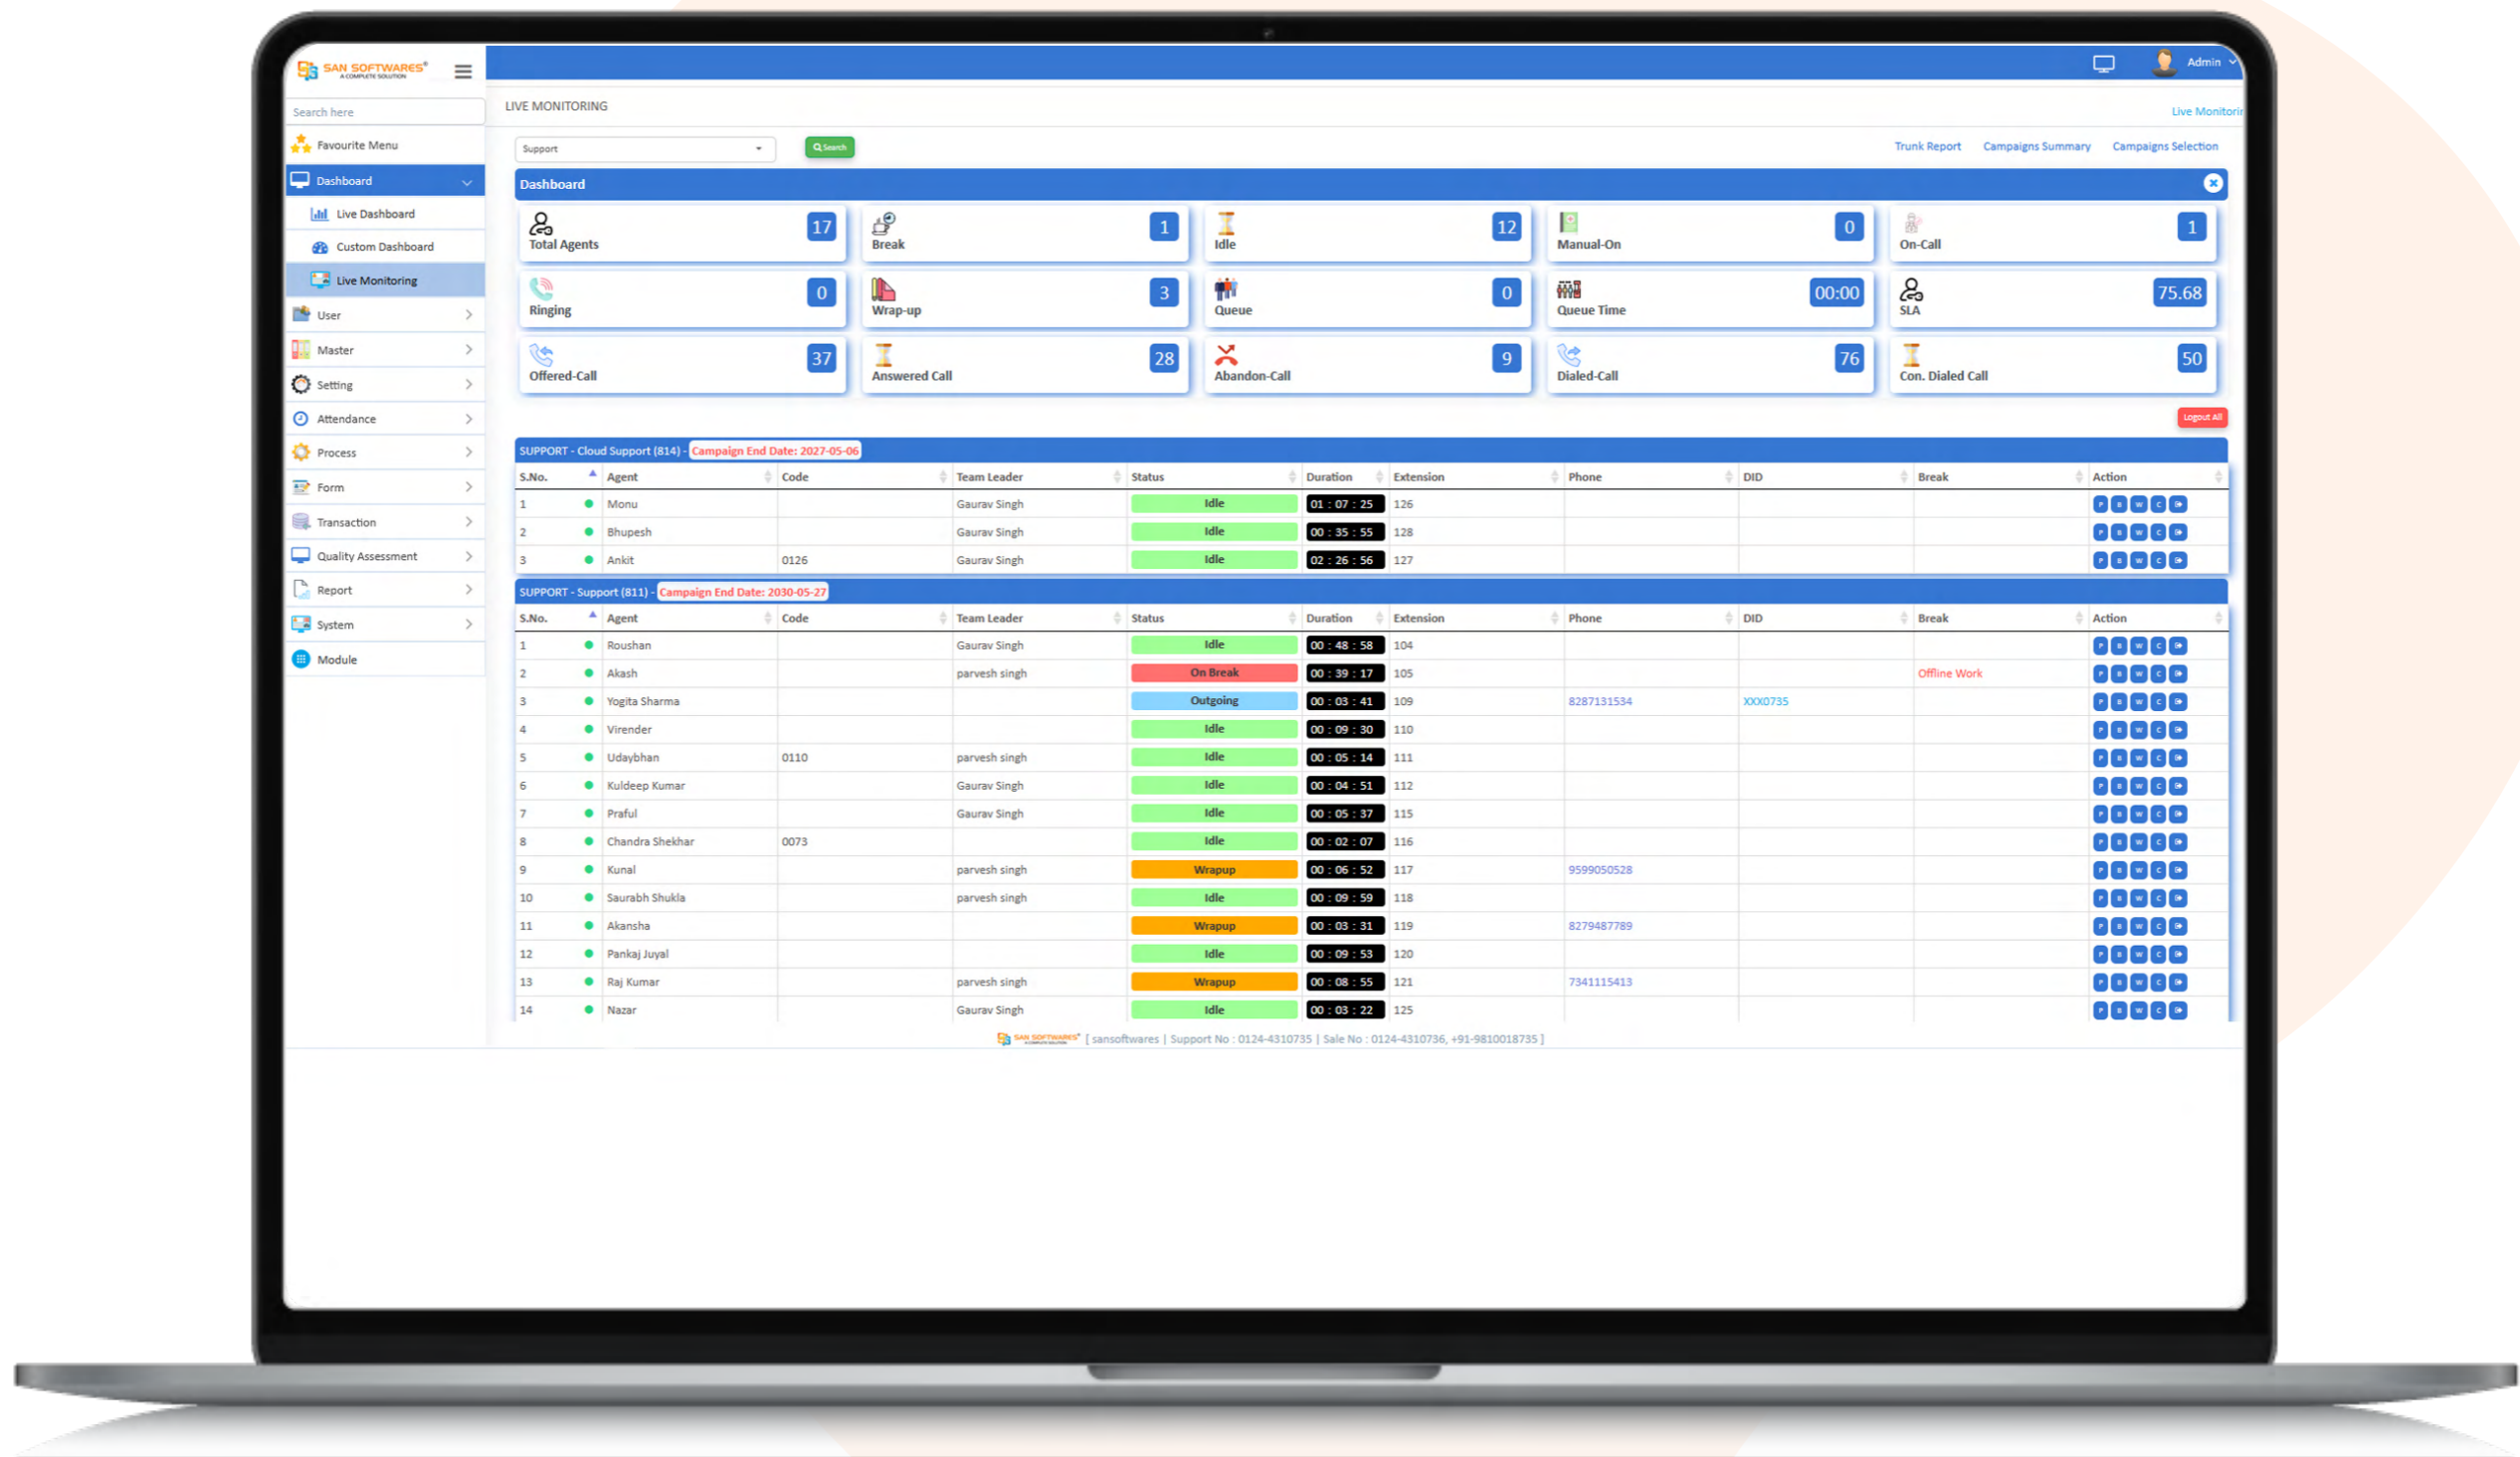 SAN SOFTWARES®
A COMPLETE SOLUTION
Admin
Search here
Favourite Menu
Dashboard
Live Dashboard
Custom Dashboard
Live Monitoring
User
Master
Setting
Attendance
Process
Form
Transaction
Quality Assessment
Report
System
Module
LIVE MONITORING
Live Monitorin
Support
Search
Trunk Report Campaigns Summary Campaigns Selection
Dashboard
Total Agents 17
Break 1
Idle 12
Manual-On 0
On-Call 1
Ringing 0
Wrap-up 3
Queue 0
Queue Time 00:00
SLA 75.68
Offered-Call 37
Answered Call 28
Abandon-Call 9
Dialed-Call 76
Con. Dialed Call 50
Logout All
SUPPORT - Cloud Support (814) - Campaign End Date: 2027-05-06
S.No. Agent Code Team Leader Status Duration Extension Phone DID Break Action
1 Monu Gaurav Singh Idle 01 : 07 : 25 126 P B W C
2 Bhupesh Gaurav Singh Idle 00 : 35 : 55 128 P B W C
3 Ankit 0126 Gaurav Singh Idle 02 : 26 : 56 127 P B W C
SUPPORT - Support (811) - Campaign End Date: 2030-05-27
S.No. Agent Code Team Leader Status Duration Extension Phone DID Break Action
1 Roushan Gaurav Singh Idle 00 : 48 : 58 104 P B W C
2 Akash parvesh singh On Break 00 : 39 : 17 105 Offline Work P B W C
3 Yogita Sharma Outgoing 00 : 03 : 41 109 8287131534 XXX0735 P B W C
4 Virender Idle 00 : 09 : 30 110 P B W C
5 Udaybhan 0110 parvesh singh Idle 00 : 05 : 14 111 P B W C
6 Kuldeep Kumar Gaurav Singh Idle 00 : 04 : 51 112 P B W C
7 Praful Gaurav Singh Idle 00 : 05 : 37 115 P B W C
8 Chandra Shekhar 0073 Idle 00 : 02 : 07 116 P B W C
9 Kunal parvesh singh Wrapup 00 : 06 : 52 117 9599050528 P B W C
10 Saurabh Shukla parvesh singh Idle 00 : 09 : 59 118 P B W C
11 Akansha Wrapup 00 : 03 : 31 119 8279487789 P B W C
12 Pankaj Juyal Idle 00 : 09 : 53 120 P B W C
13 Raj Kumar parvesh singh Wrapup 00 : 08 : 55 121 7341115413 P B W C
14 Nazar Gaurav Singh Idle 00 : 03 : 22 125 P B W C
SAN SOFTWARES® A COMPLETE SOLUTION [ sansoftwares | Support No : 0124-4310735 | Sale No : 0124-4310736, +91-9810018735 ]